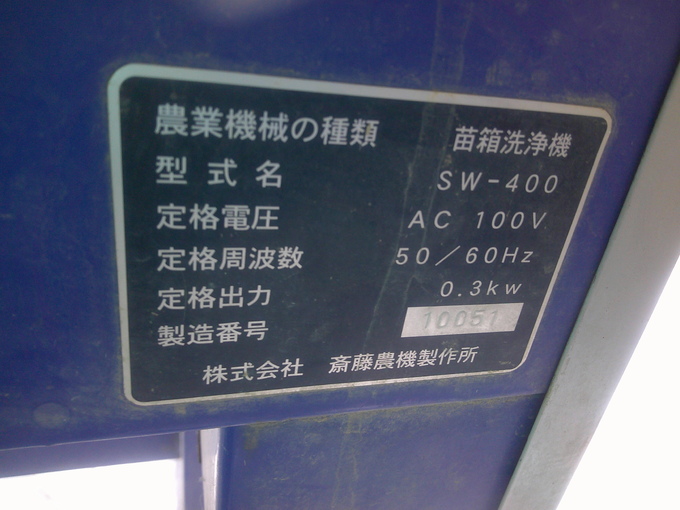 農業機械の種類 苗箱洗浄機
型式名 SW-400
定格電圧 AC 100V
定格周波数 50/60Hz
定格出力 0.3kw
製造番号 10051
株式会社 斎藤農機製作所